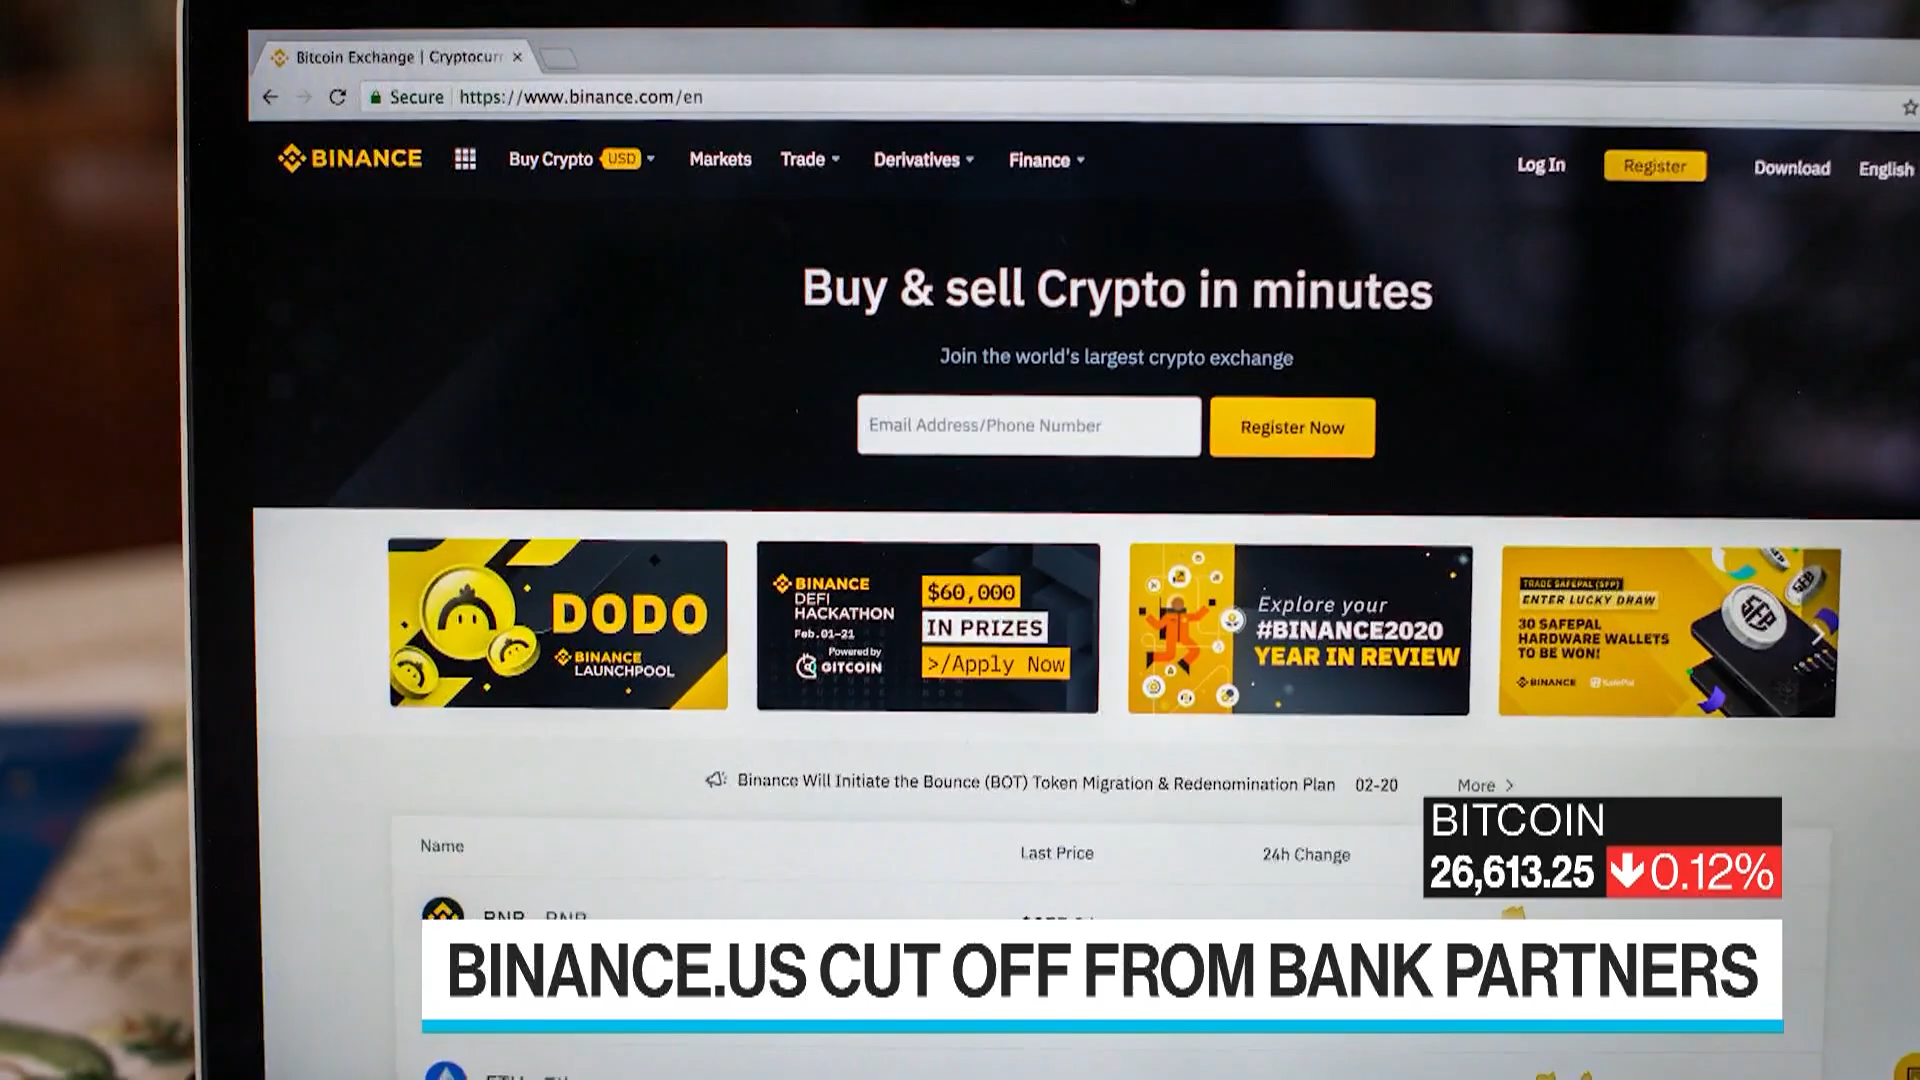 Bitcoin Exchange | Cryptocurr
Secure https://www.binance.com/en
BINANCE Buy Crypto USD Markets Trade Derivatives Finance Log In Register Download English
Buy & sell Crypto in minutes
Join the world's largest crypto exchange
Email Address/Phone Number Register Now
DODO
BINANCE
LAUNCHPOOL
BINANCE
DEFI
HACKATHON
Feb.01-21
Powered by
GITCOIN
$60,000
IN PRIZES
>/Apply Now
Explore your
#BINANCE2020
YEAR IN REVIEW
TRADE SAFEPAL (SFP)
ENTER LUCKY DRAW
30 SAFEPAL
HARDWARE WALLETS
TO BE WON!
BINANCE SafePal
SFP
SFP
Binance Will Initiate the Bounce (BOT) Token Migration & Redenomination Plan 02-20 More
Name Last Price 24h Change
BNB BNB
BITCOIN
26,613.25 0.12%
BINANCE.US CUT OFF FROM BANK PARTNERS